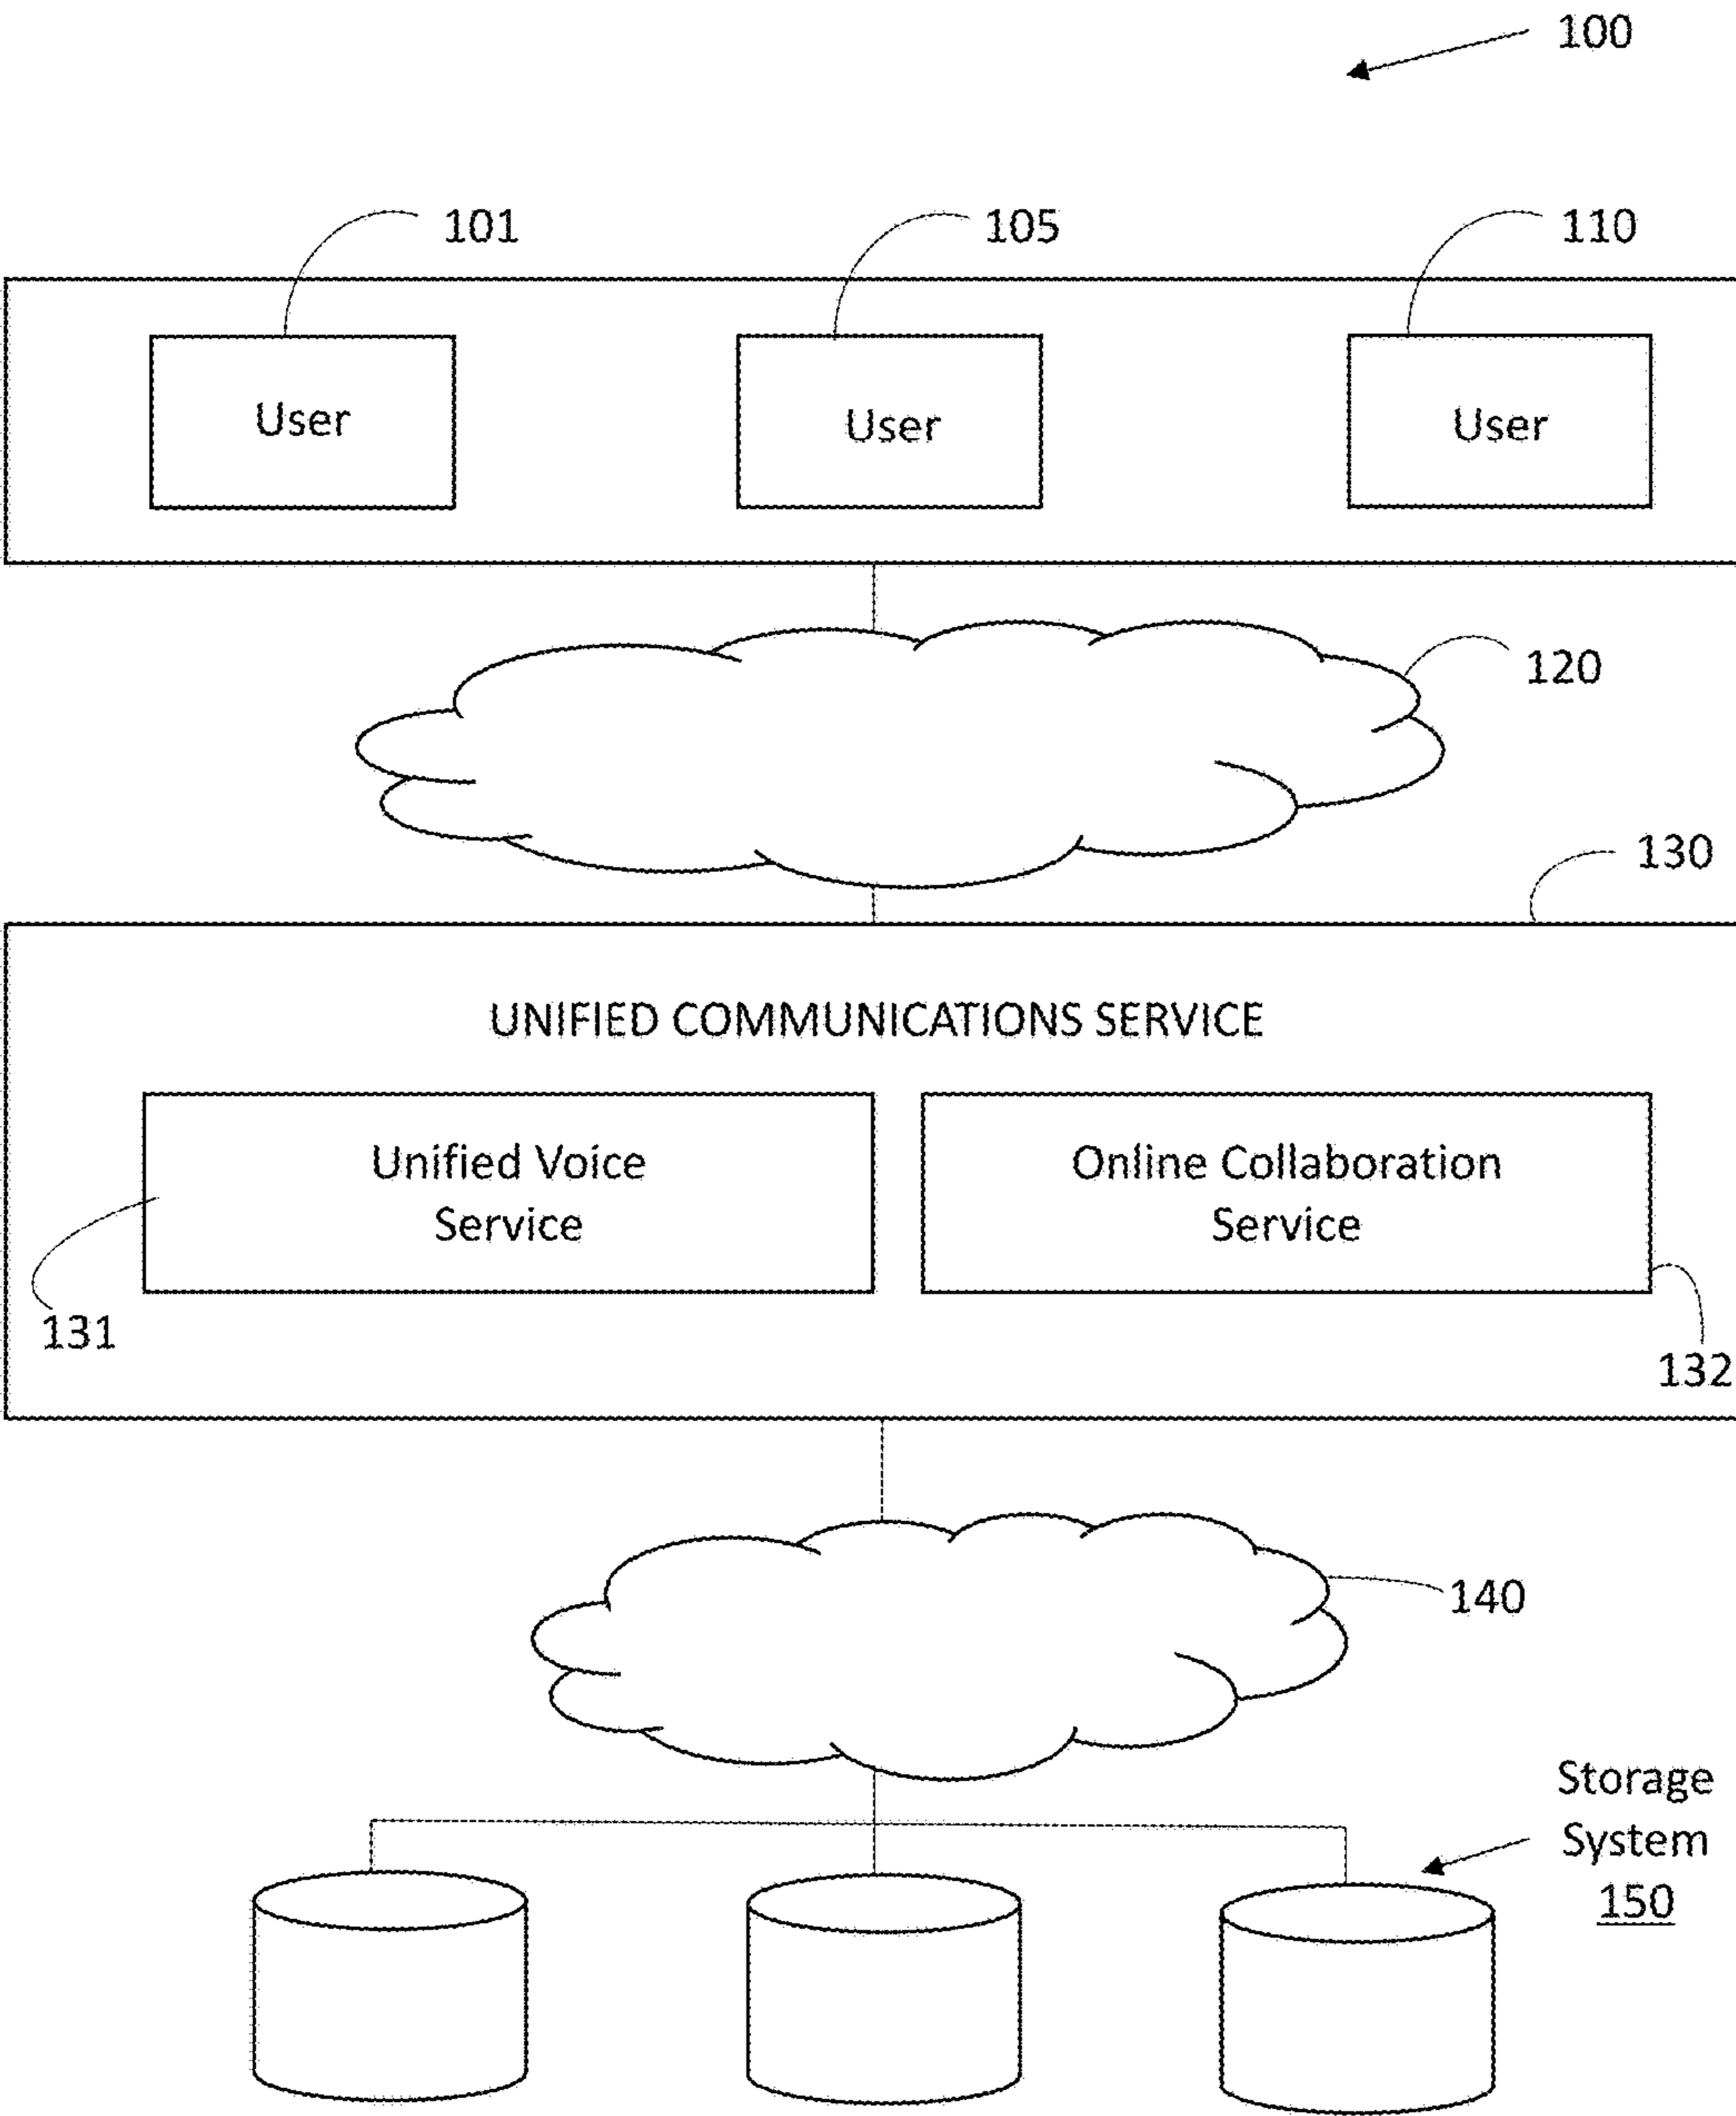 100
101
105
110
User
User
User
120
130
UNIFIED COMMUNICATIONS SERVICE
Unified Voice
Service
Online Collaboration
Service
131
132
140
Storage
System
150